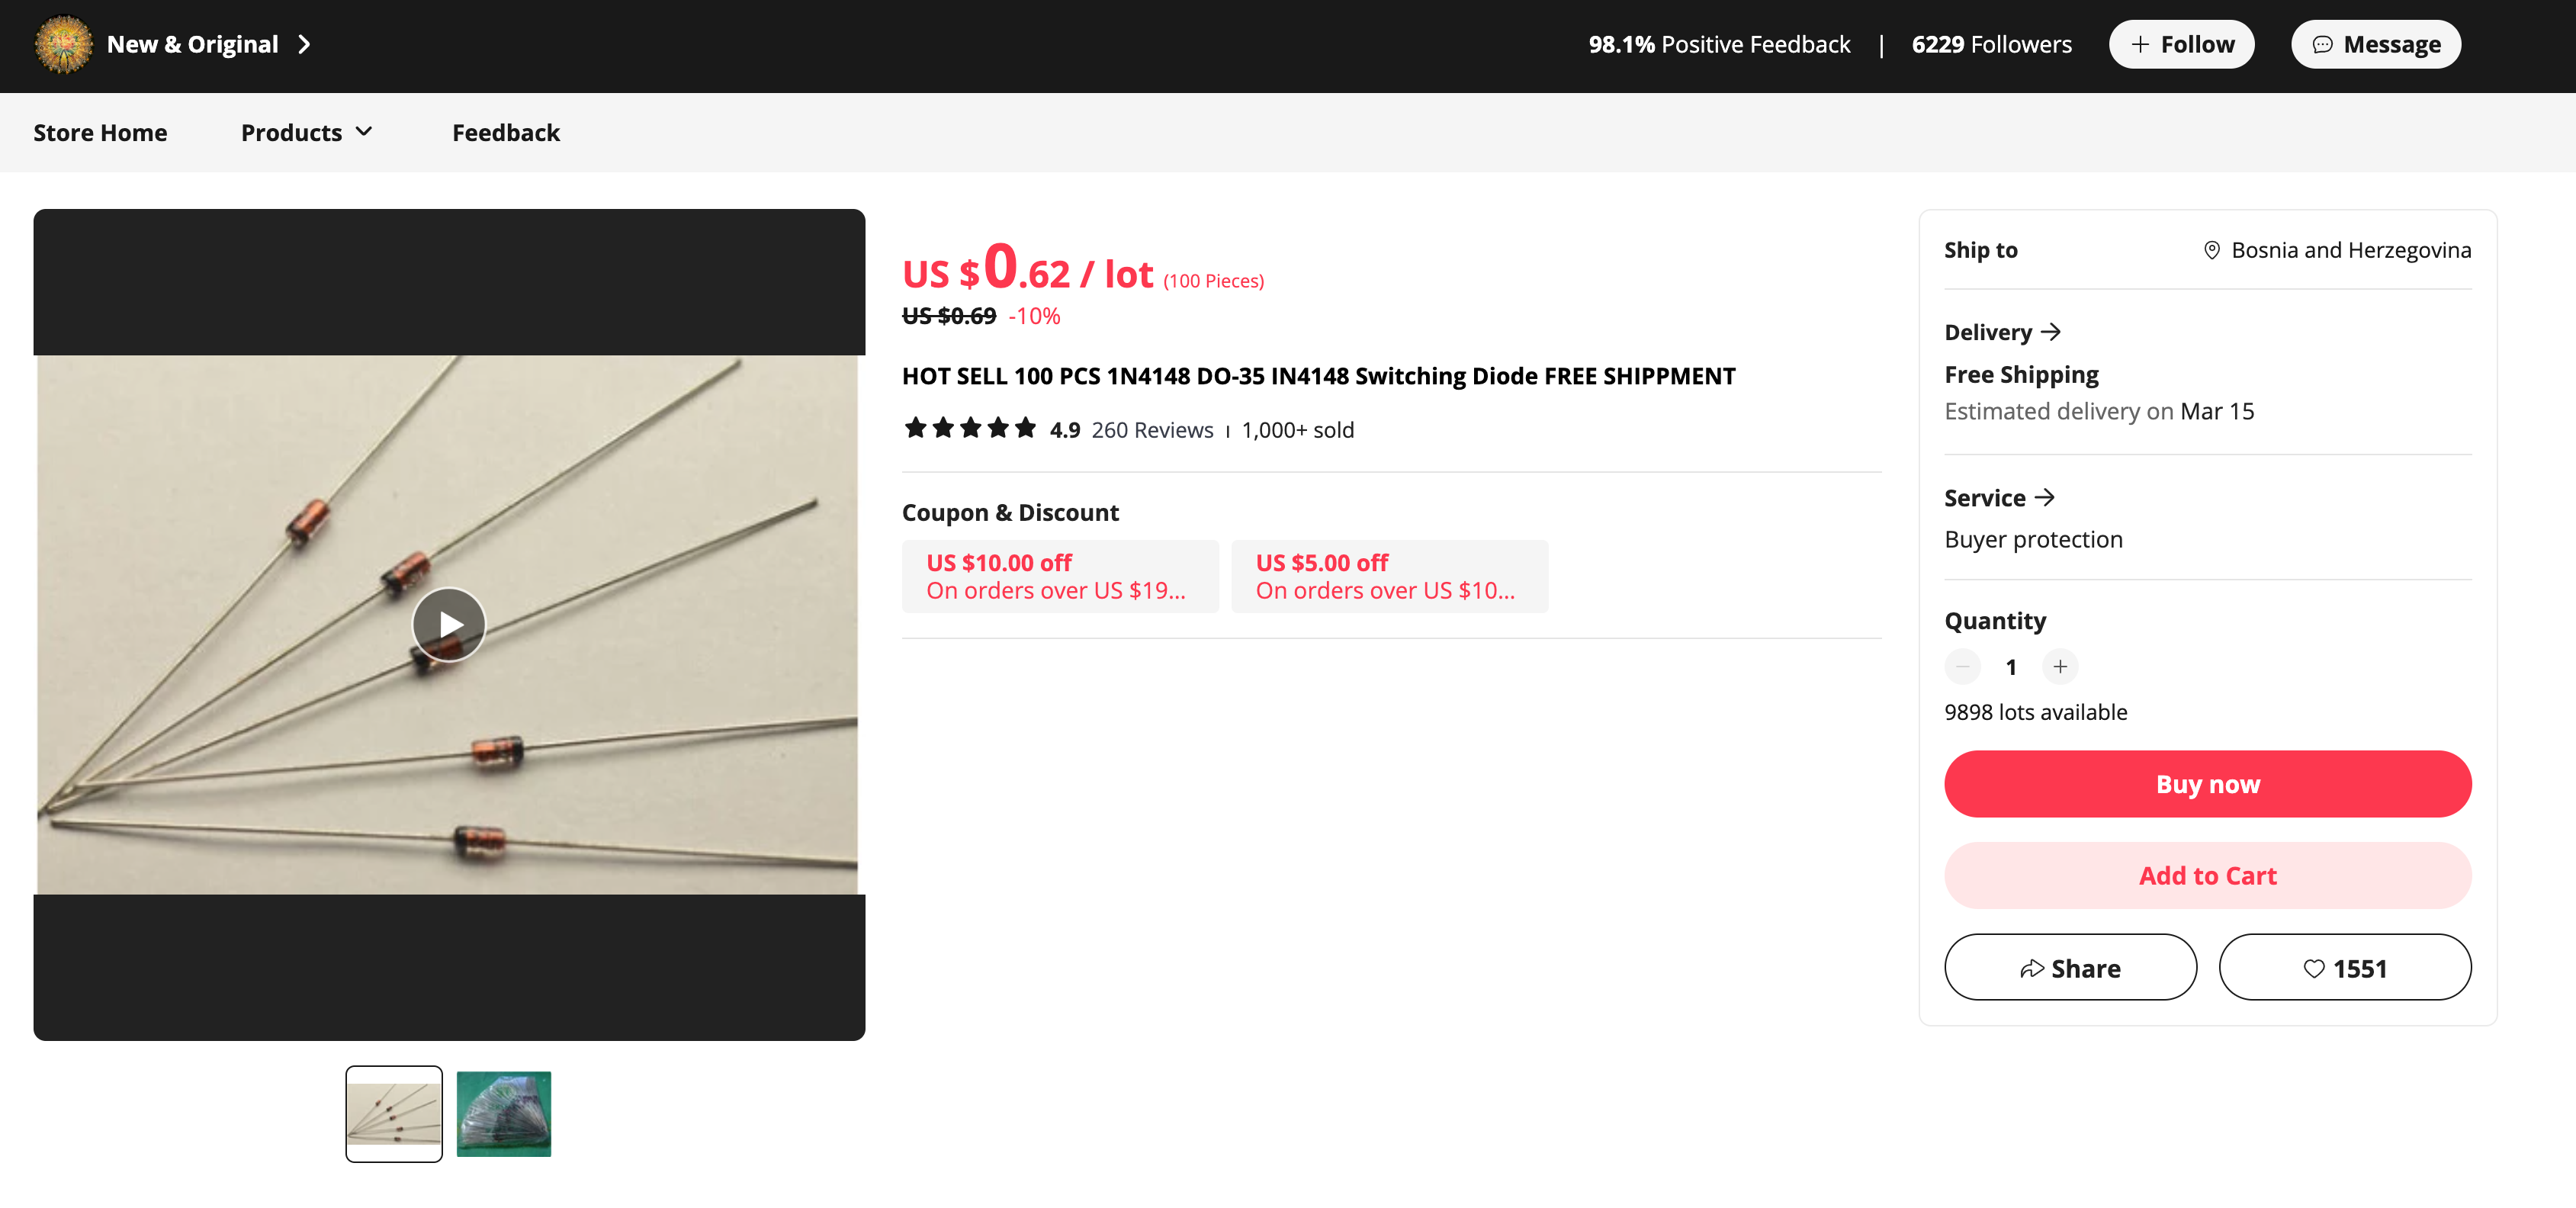 New & Original
98.1% Positive Feedback | 6229 Followers
Follow
Message
Store Home
Products
Feedback
US $0.62 / lot (100 Pieces)
US $0.69 -10%
HOT SELL 100 PCS 1N4148 DO-35 IN4148 Switching Diode FREE SHIPPMENT
4.9 260 Reviews | 1,000+ sold
Coupon & Discount
US $10.00 off
On orders over US $19...
US $5.00 off
On orders over US $10...
Ship to
Bosnia and Herzegovina
Delivery
Free Shipping
Estimated delivery on Mar 15
Service
Buyer protection
Quantity
1
9898 lots available
Buy now
Add to Cart
Share
1551